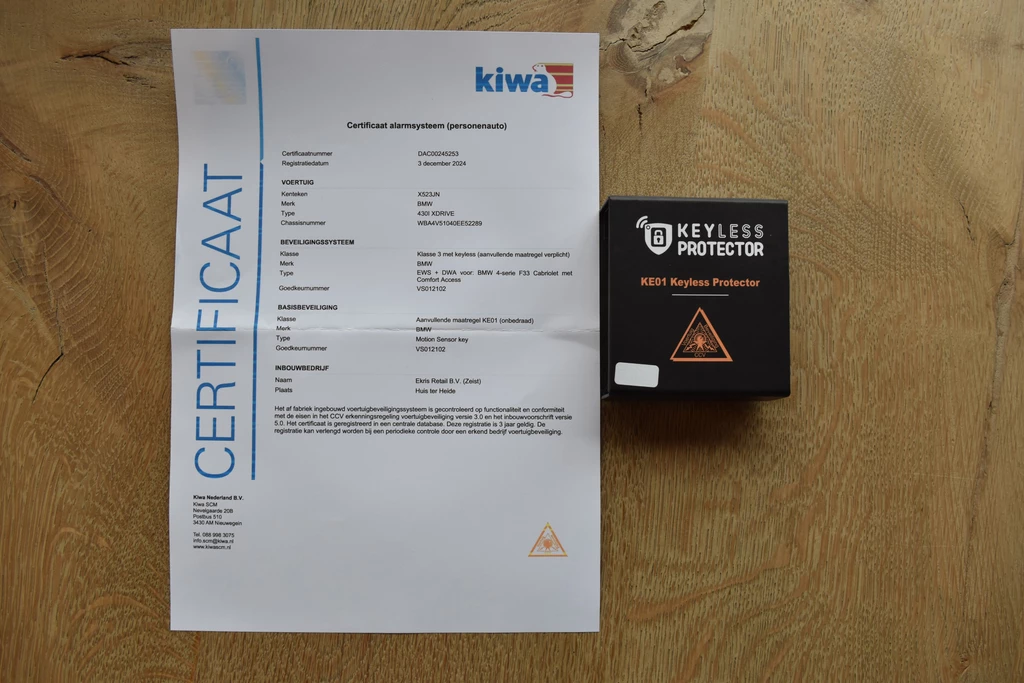 kiwa
CERTIFICAAT
Certificaat alarmsysteem (personenauto)
Certificaatnummer DAC00245253
Registratiedatum 3 december 2024
VOERTUIG
Kenteken X523JN
Merk BMW
Type 430I XDRIVE
Chassisnummer WBA4V51040EE52289
BEVEILIGINGSSYSTEEM
Klasse Klasse 3 met keyless (aanvullende maatregel verplicht)
Merk BMW
Type EWS + DWA voor: BMW 4-serie F33 Cabriolet met
Comfort Access
Goedkeurnummer VS012102
BASISBEVEILIGING
Klasse Aanvullende maatregel KE01 (onbedraad)
Merk BMW
Type Motion Sensor key
Goedkeurnummer VS012102
INBOUWBEDRIJF
Naam Ekris Retail B.V. (Zeist)
Plaats Huis ter Heide
Het af fabriek ingebouwd voertuigbeveiligingssysteem is gecontroleerd op functionaliteit en conformiteit
met de eisen in het CCV erkenningsregeling voertuigbeveiliging versie 3.0 en het inbouwvoorschrift versie
5.0. Het certificaat is geregistreerd in een centrale database. Deze registratie is 3 jaar geldig. De
registratie kan verlengd worden bij een periodieke controle door een erkend bedrijf voertuigbeveiliging.
Kiwa Nederland B.V.
Kiwa SCM
Nevelgaarde 20B
Postbus 510
3430 AM Nieuwegein
Tel. 088 998 3075
info.scm@kiwa.nl
www.kiwascm.nl
KEYLESS
PROTECTOR
KE01 Keyless Protector
CCV